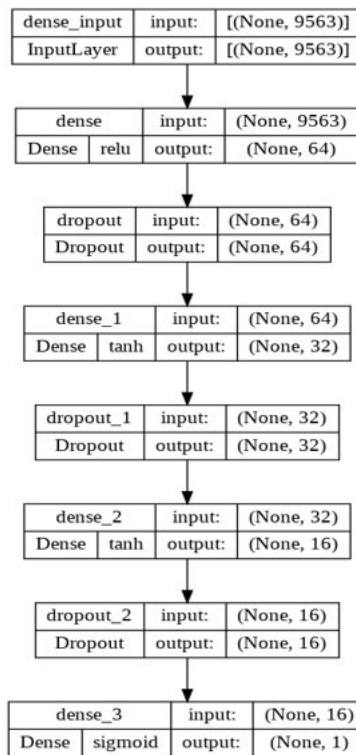 dense_input input: [(None, 9563)]
InputLayer output: [(None, 9563)]
dense input: (None, 9563)
Dense relu output: (None, 64)
dropout input: (None, 64)
Dropout output: (None, 64)
dense_1 input: (None, 64)
Dense tanh output: (None, 32)
dropout_1 input: (None, 32)
Dropout output: (None, 32)
dense_2 input: (None, 32)
Dense tanh output: (None, 16)
dropout_2 input: (None, 16)
Dropout output: (None, 16)
dense_3 input: (None, 16)
Dense sigmoid output: (None, 1)